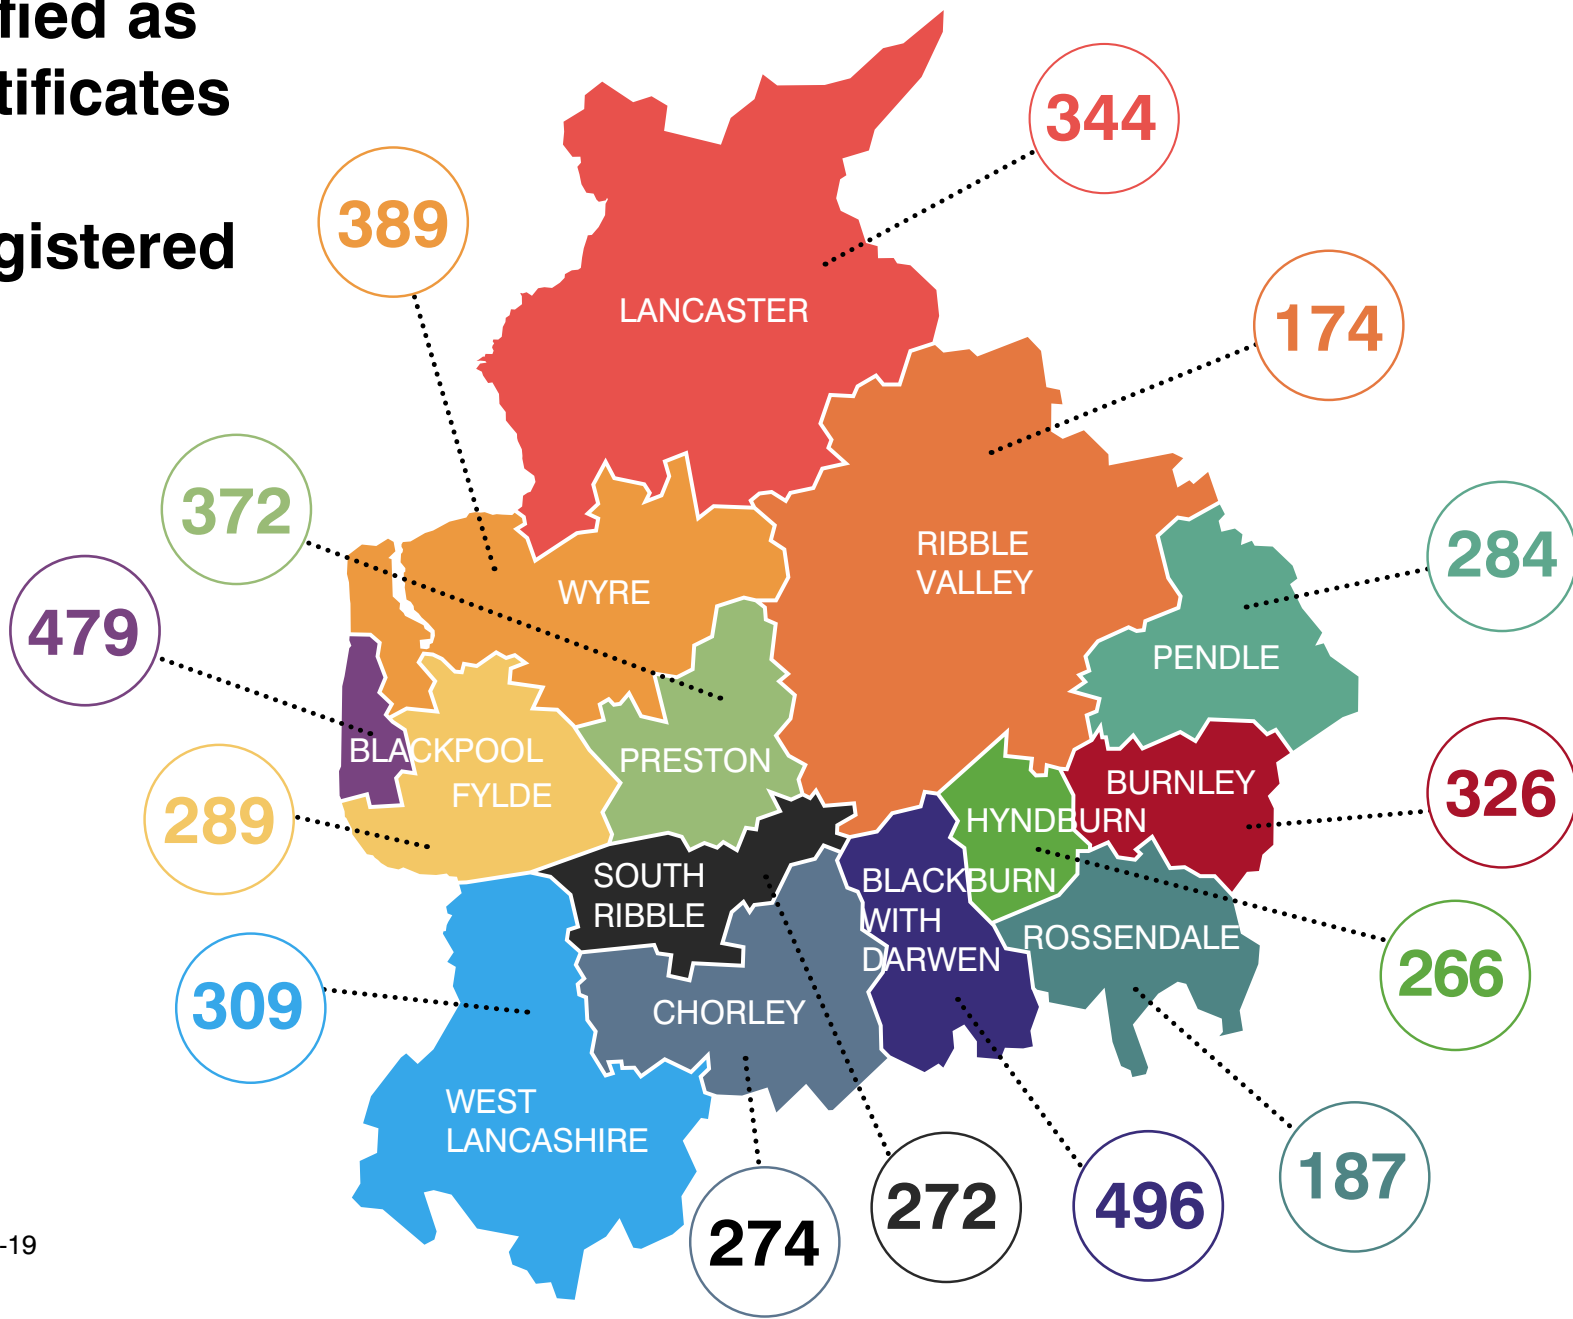 fied as
tificates
gistered
344
389
174
LANCASTER
372
284
RIBBLE
VALLEY
WYRE
479
PENDLE
BLACKPOOL
PRESTON
BURNLEY
326
FYLDE
289
HYNDBURN
SOUTH
RIBBLE
BLACKBURN
WITH
DARWEN
ROSSENDALE
266
309
CHORLEY
WEST
LANCASHIRE
187
272
496
274
-19